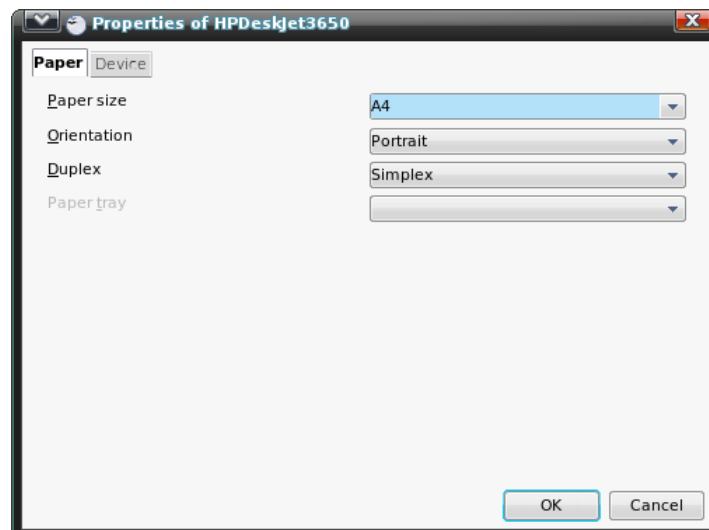 Properties of HPDeskJet3650
Paper Device
Paper size A4
Orientation Portrait
Duplex Simplex
Paper tray
OK Cancel